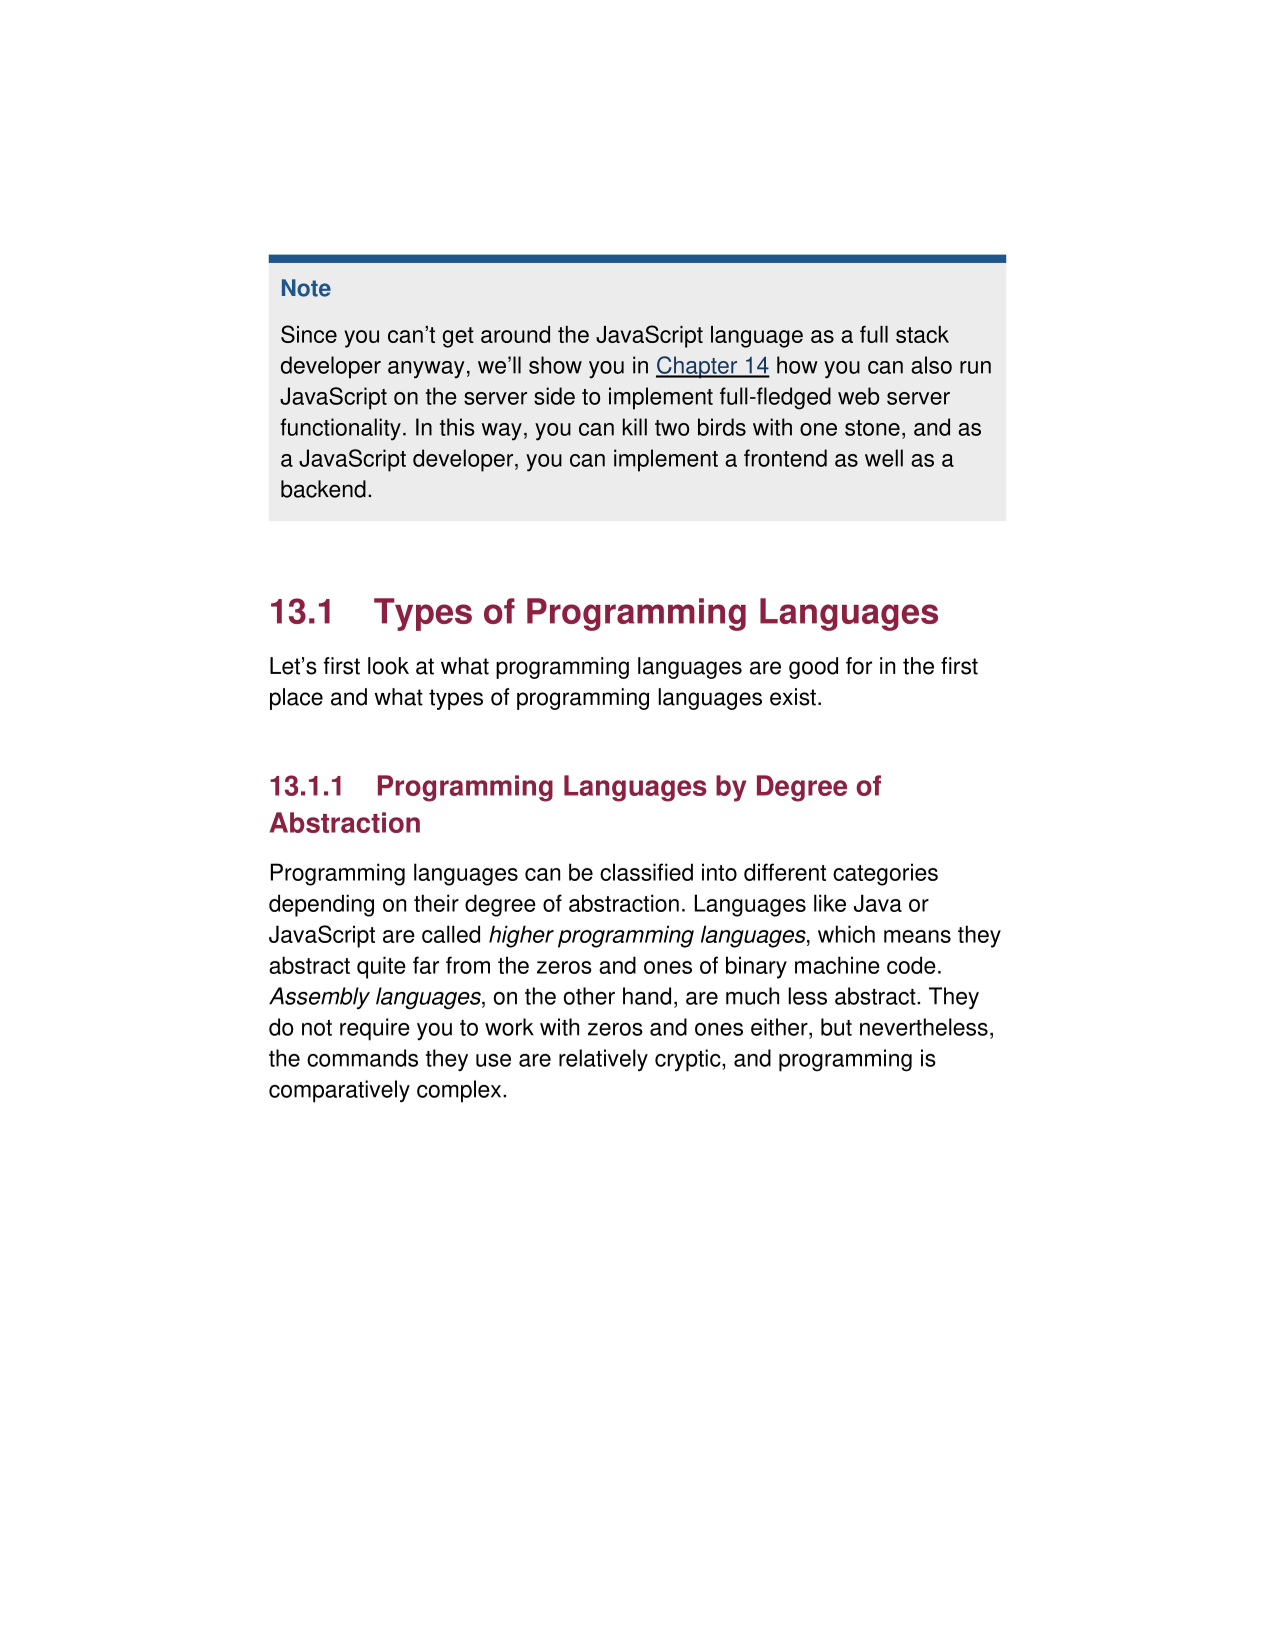 Note
Since you can’t get around the JavaScript language as a full stack
developer anyway, we’ll show you in Chapter 14 how you can also run
JavaScript on the server side to implement full-fledged web server
functionality. In this way, you can kill two birds with one stone, and as
a JavaScript developer, you can implement a frontend as well as a
backend.
13.1 Types of Programming Languages
Let’s first look at what programming languages are good for in the first
place and what types of programming languages exist.
13.1.1 Programming Languages by Degree of
Abstraction
Programming languages can be classified into different categories
depending on their degree of abstraction. Languages like Java or
JavaScript are called higher programming languages, which means they
abstract quite far from the zeros and ones of binary machine code.
Assembly languages, on the other hand, are much less abstract. They
do not require you to work with zeros and ones either, but nevertheless,
the commands they use are relatively cryptic, and programming is
comparatively complex.